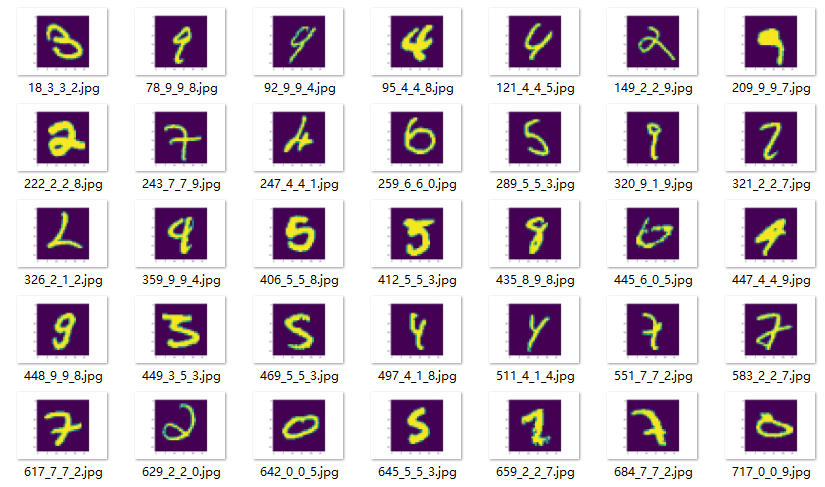 18_3_3_2.jpg 78_9_9_8.jpg 92_9_9_4.jpg 95_4_4_8.jpg 121_4_4_5.jpg 149_2_2_9.jpg 209_9_9_7.jpg
222_2_2_8.jpg 243_7_7_9.jpg 247_4_4_1.jpg 259_6_6_0.jpg 289_5_5_3.jpg 320_9_1_9.jpg 321_2_2_7.jpg
326_2_1_2.jpg 359_9_9_4.jpg 406_5_5_8.jpg 412_5_5_3.jpg 435_8_9_8.jpg 445_6_0_5.jpg 447_4_4_9.jpg
448_9_9_8.jpg 449_3_5_3.jpg 469_5_5_3.jpg 497_4_1_8.jpg 511_4_1_4.jpg 551_7_7_2.jpg 583_2_2_7.jpg
617_7_7_2.jpg 629_2_2_0.jpg 642_0_0_5.jpg 645_5_5_3.jpg 659_2_2_7.jpg 684_7_7_2.jpg 717_0_0_9.jpg